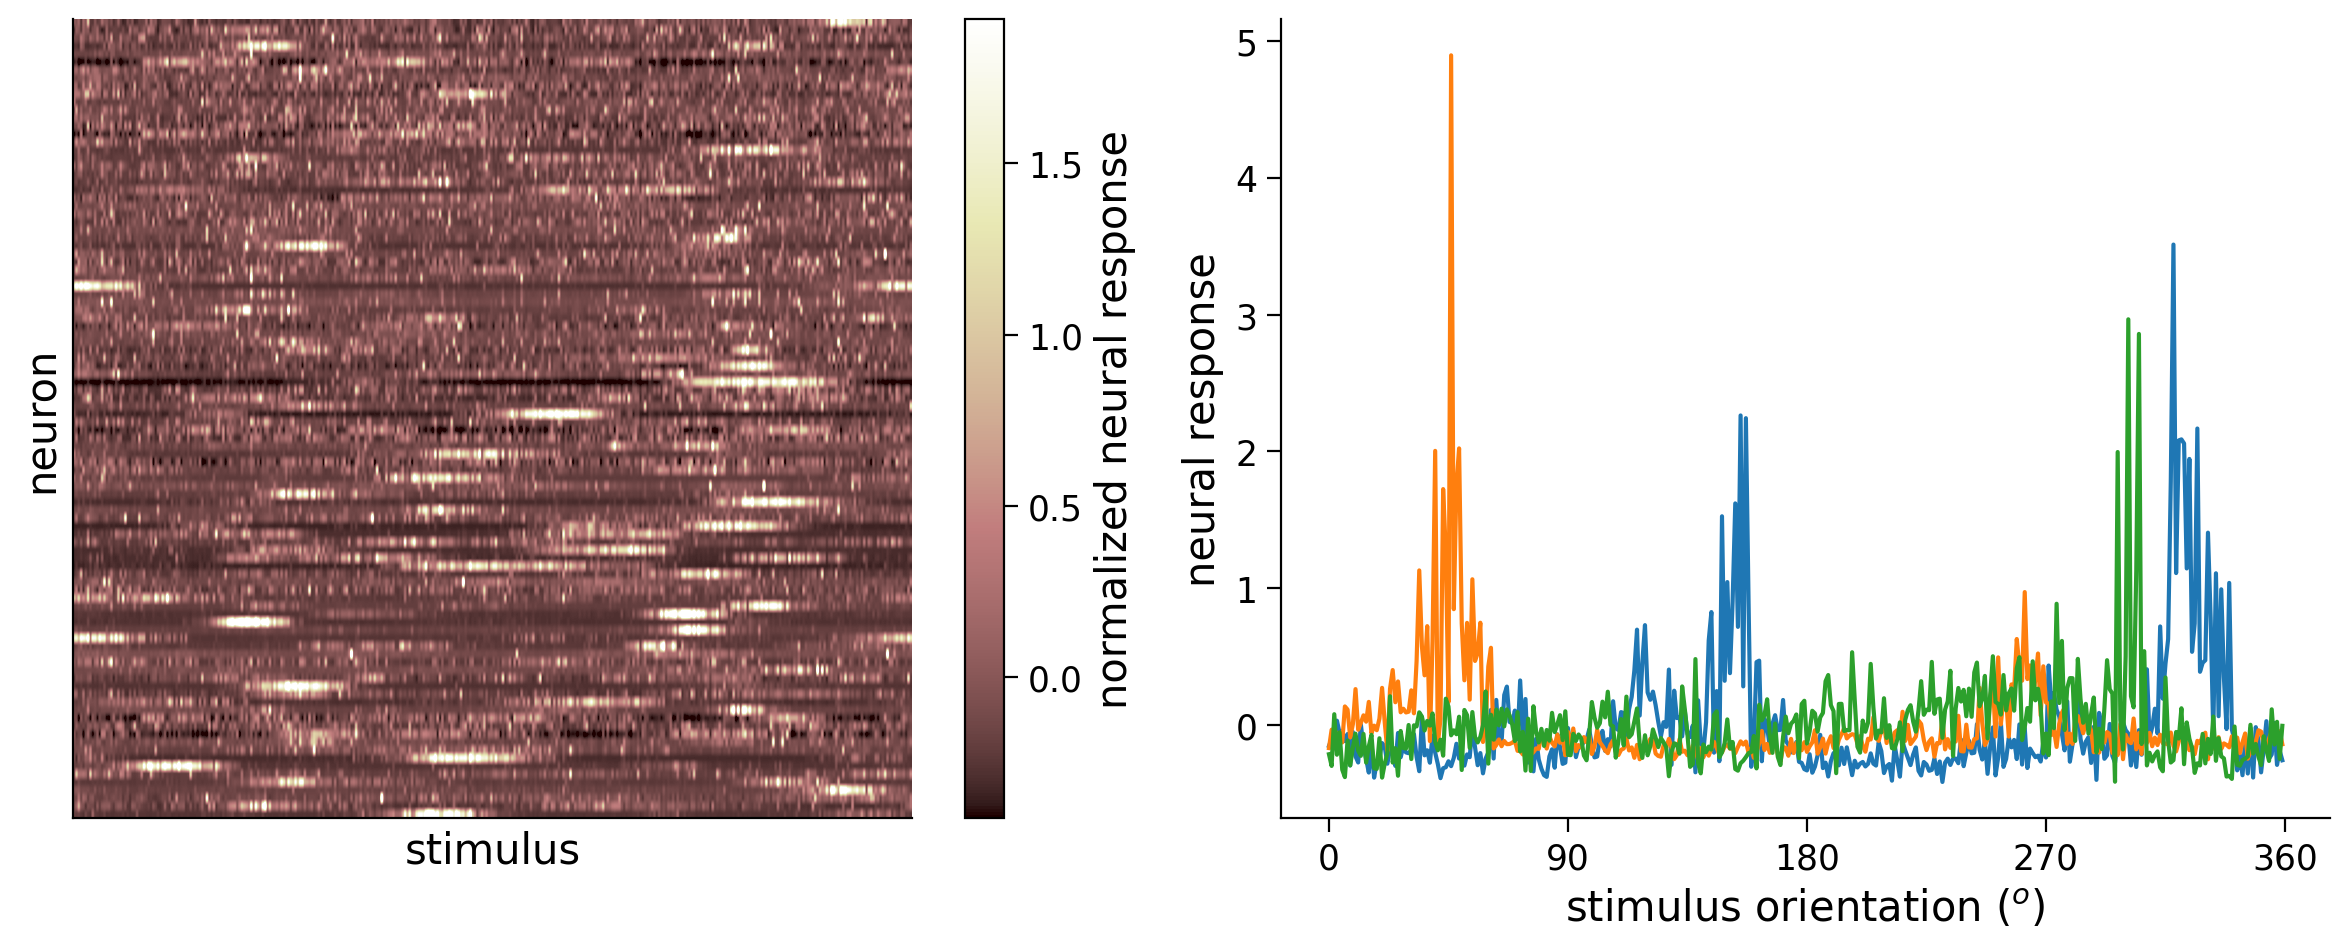 neuron
stimulus
1.5
1.0
0.5
0.0
normalized neural response
5
4
3
2
1
0
neural response
0 90 180 270 360
stimulus orientation (o)